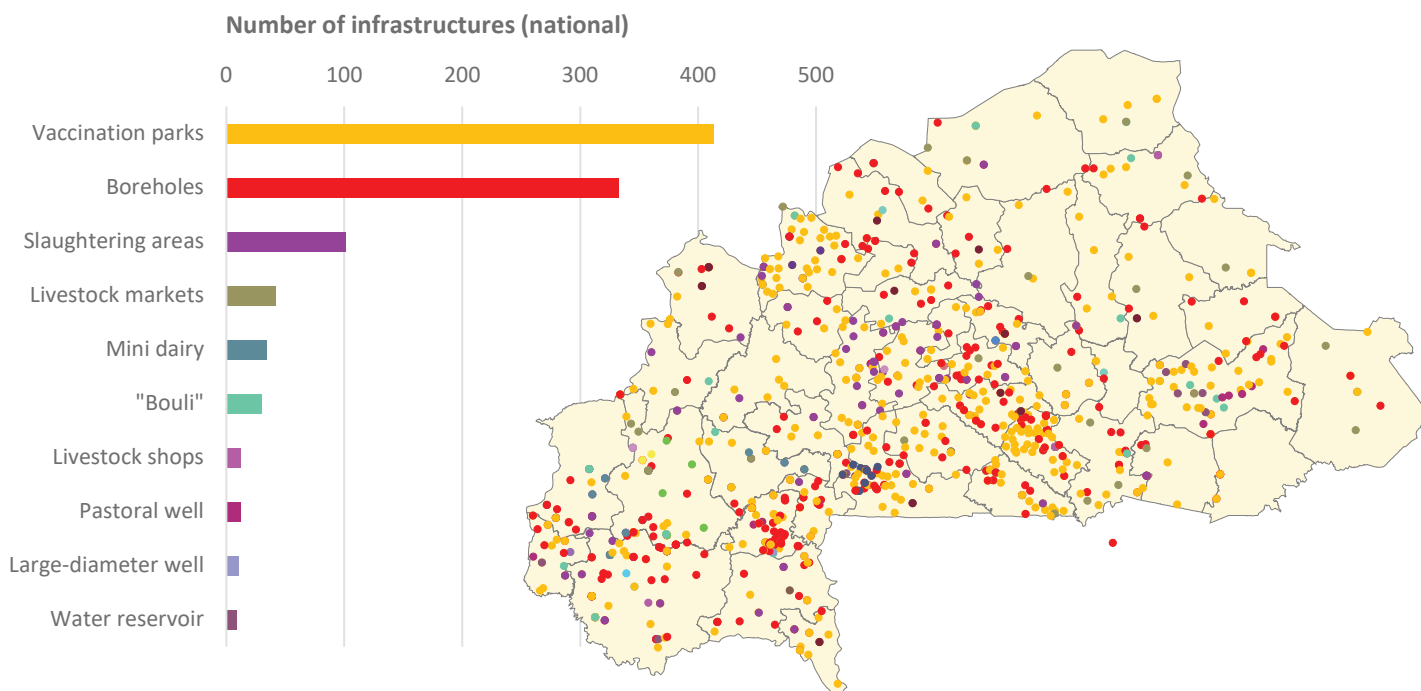 Number of infrastructures (national)
0 100 200 300 400 500
Vaccination parks
Boreholes
Slaughtering areas
Livestock markets
Mini dairy
"Bouli"
Livestock shops
Pastoral well
Large-diameter well
Water reservoir